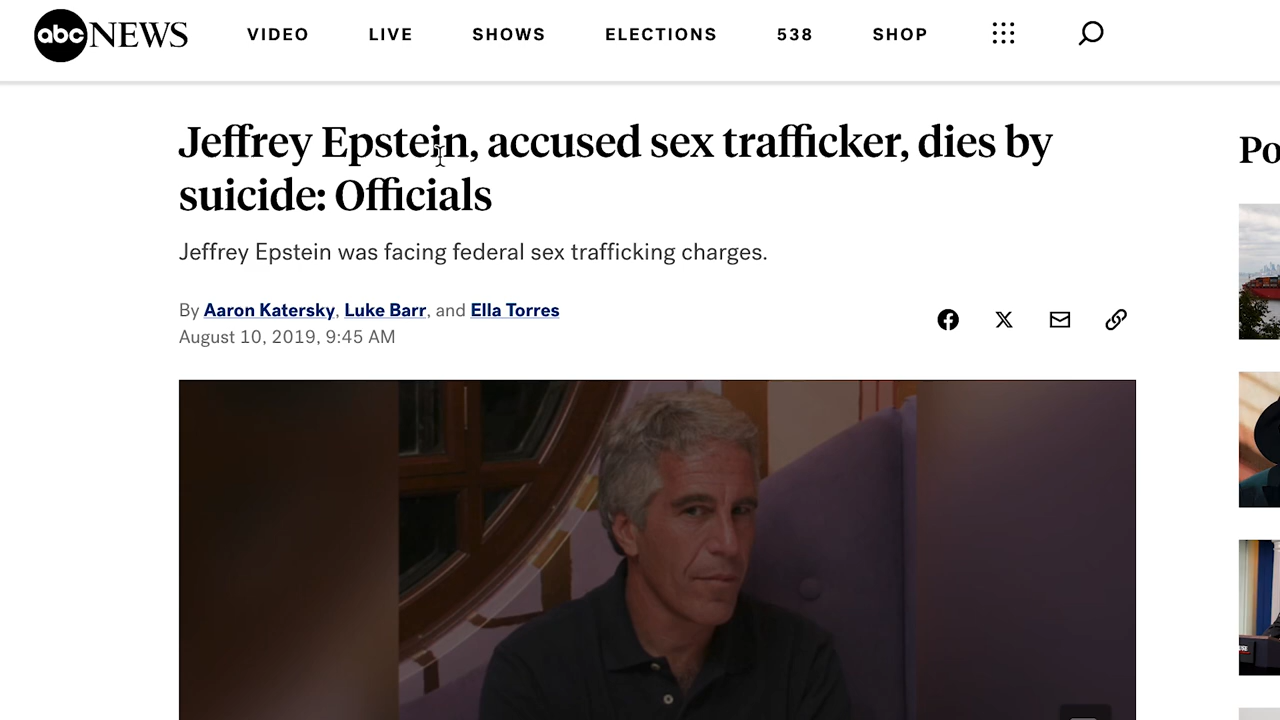 abc NEWS VIDEO LIVE SHOWS ELECTIONS 538 SHOP
Jeffrey Epstein, accused sex trafficker, dies by
suicide: Officials
Jeffrey Epstein was facing federal sex trafficking charges.
By Aaron Katersky, Luke Barr, and Ella Torres
August 10, 2019, 9:45 AM
Po